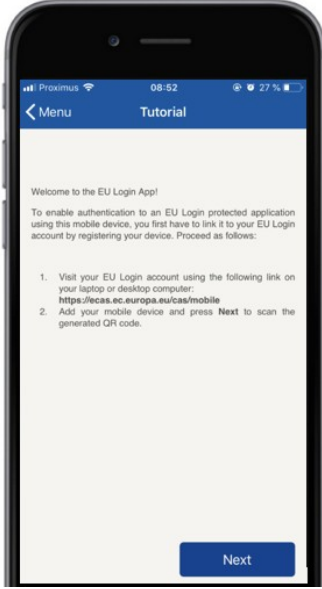 Proximus 08:52 27 %
Menu Tutorial
Welcome to the EU Login App!
To enable authentication to an EU Login protected application
using this mobile device, you first have to link it to your EU Login
account by registering your device. Proceed as follows:
1. Visit your EU Login account using the following link on
your laptop or desktop computer:
https://ecas.ec.europa.eu/cas/mobile
2. Add your mobile device and press Next to scan the
generated QR code.
Next